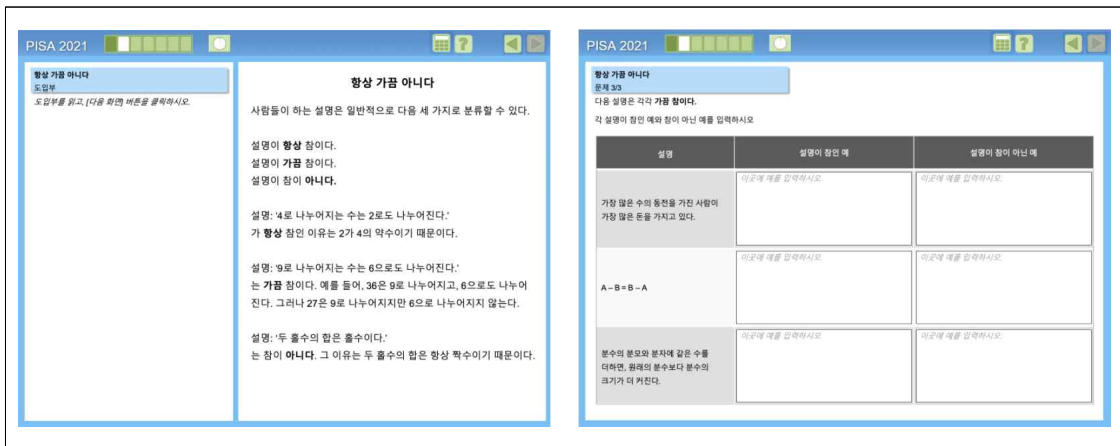 PISA 2021
항상 가끔 아니다
도입부
도입부를 읽고, [다음 화면] 버튼을 클릭하시오.
항상 가끔 아니다
사람들이 하는 설명은 일반적으로 다음 세 가지로 분류할 수 있다.
설명이 항상 참이다.
설명이 가끔 참이다.
설명이 참이 아니다.
설명: '4로 나누어지는 수는 2로도 나누어진다.'
가 항상 참인 이유는 2가 4의 약수이기 때문이다.
설명: '9로 나누어지는 수는 6으로도 나누어진다.'
는 가끔 참이다. 예를 들어, 36은 9로 나누어지고, 6으로도 나누어
진다. 그러나 27은 9로 나누어지지만 6으로 나누어지지 않는다.
설명: '두 홀수의 합은 홀수이다.'
는 참이 아니다. 그 이유는 두 홀수의 합은 항상 짝수이기 때문이다.
PISA 2021
항상 가끔 아니다
문제 3/3
다음 설명은 각각 가끔 참이다.
각 설명이 참인 예와 참이 아닌 예를 입력하시오
설명
설명이 참인 예
설명이 참이 아닌 예
가장 많은 수의 동전을 가진 사람이
가장 많은 돈을 가지고 있다.
이곳에 예를 입력하시오.
이곳에 예를 입력하시오.
A – B = B – A
이곳에 예를 입력하시오.
이곳에 예를 입력하시오.
분수의 분모와 분자에 같은 수를
더하면, 원래의 분수보다 분수의
크기가 더 커진다.
이곳에 예를 입력하시오.
이곳에 예를 입력하시오.